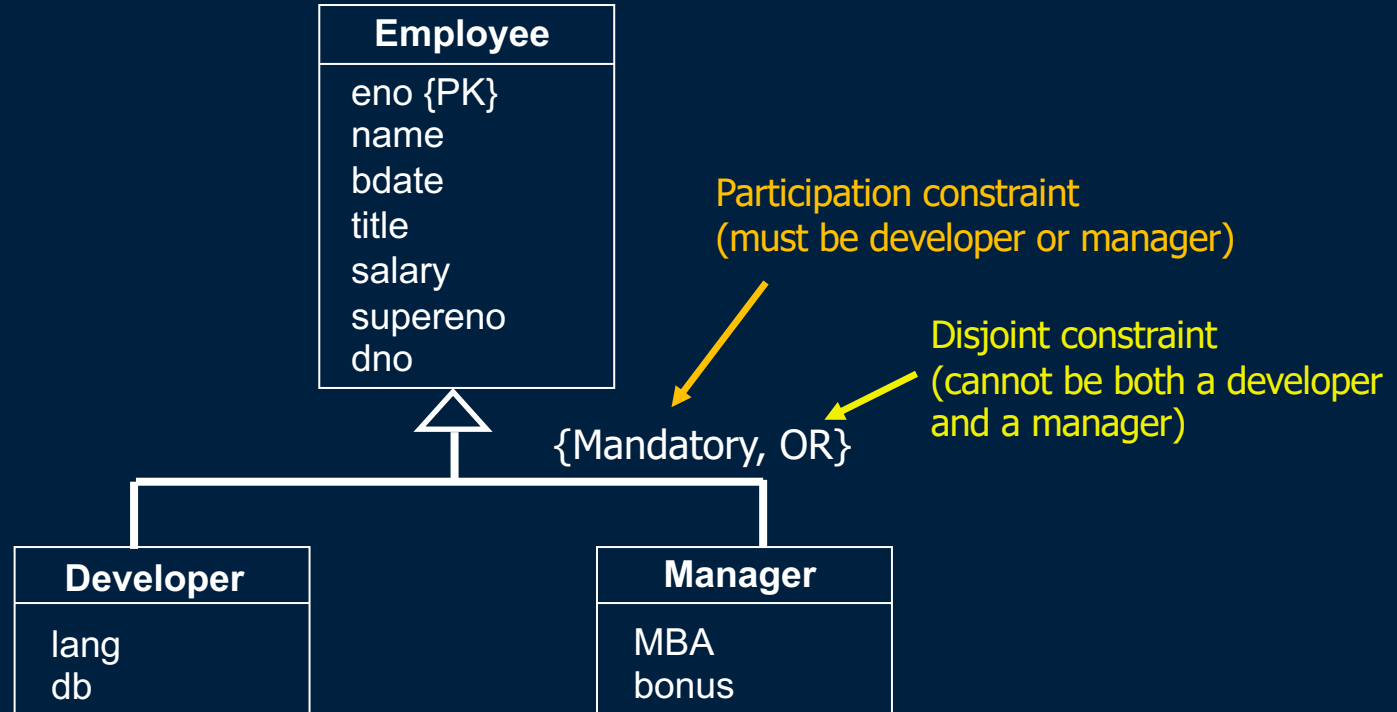 Employee
eno {PK}
name
bdate
title
salary
supereno
dno
Participation constraint
(must be developer or manager)
Disjoint constraint
(cannot be both a developer
and a manager)
{Mandatory, OR}
Developer
lang
db
Manager
MBA
bonus